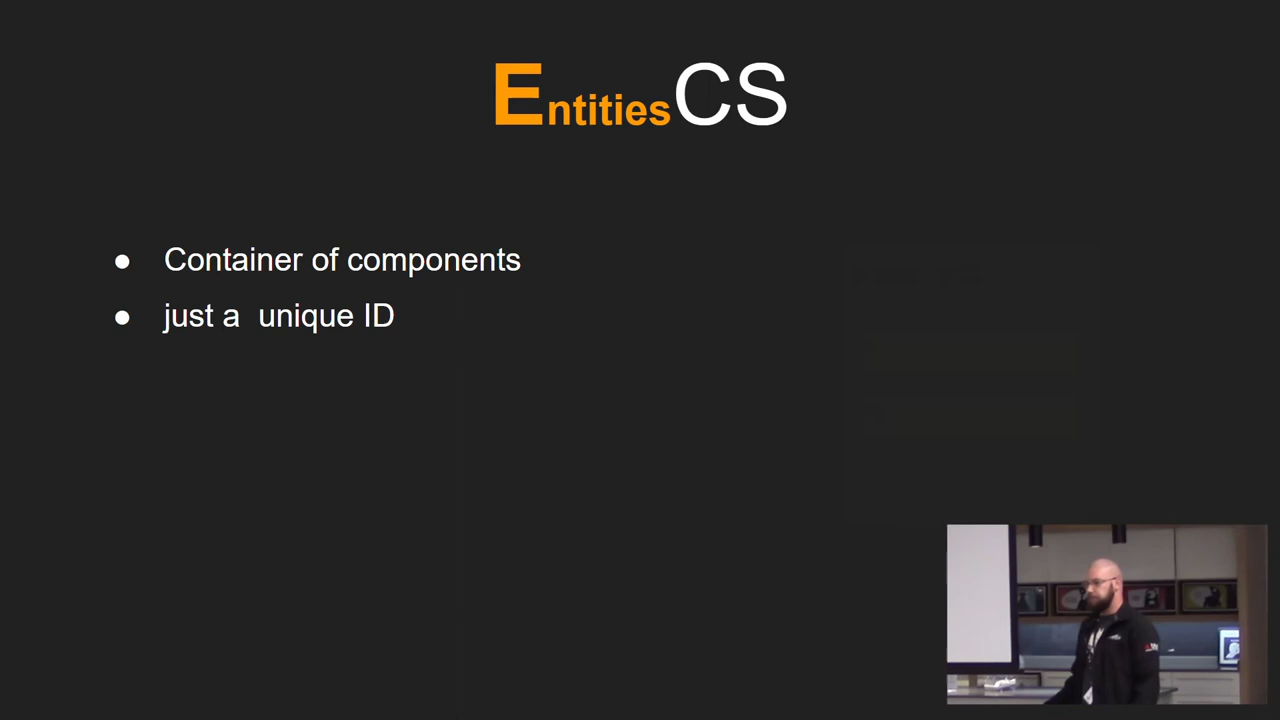 EntitiesCS
● Container of components
● just a  unique ID